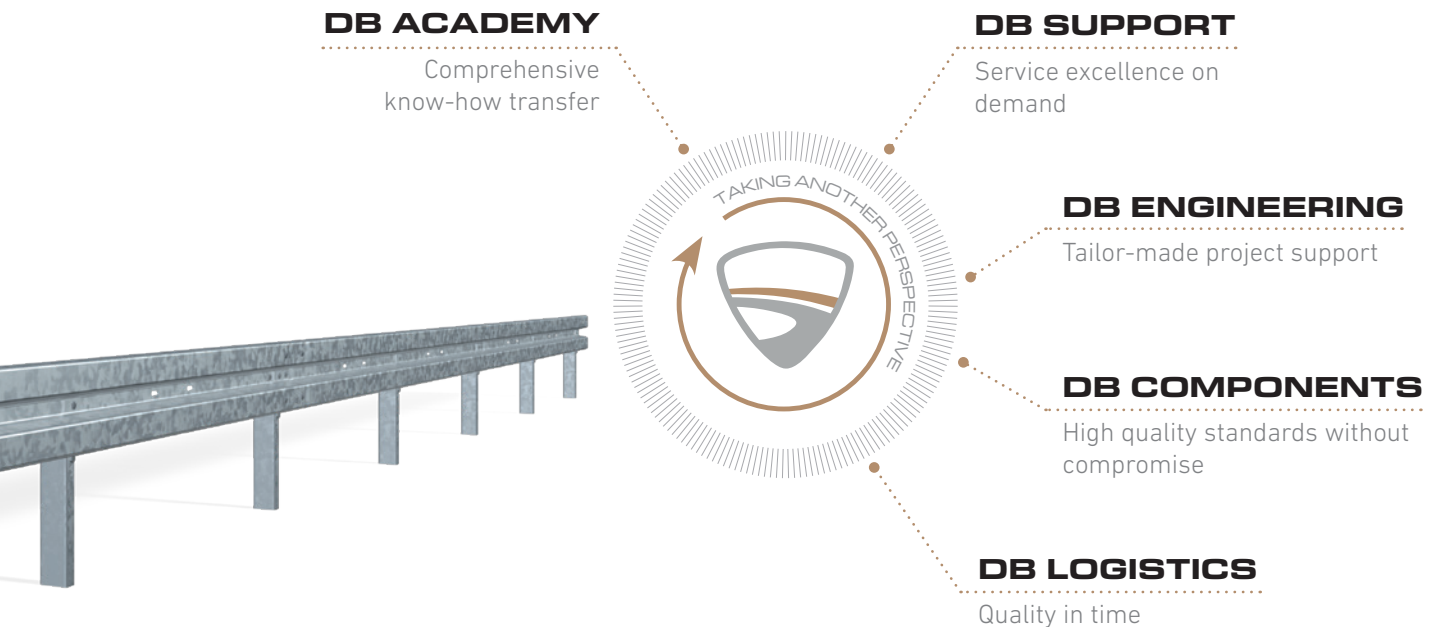 DB ACADEMY
Comprehensive
know-how transfer
DB SUPPORT
Service excellence on
demand
TAKING ANOTHER PERSPECTIVE
DB ENGINEERING
Tailor-made project support
DB COMPONENTS
High quality standards without
compromise
DB LOGISTICS
Quality in time